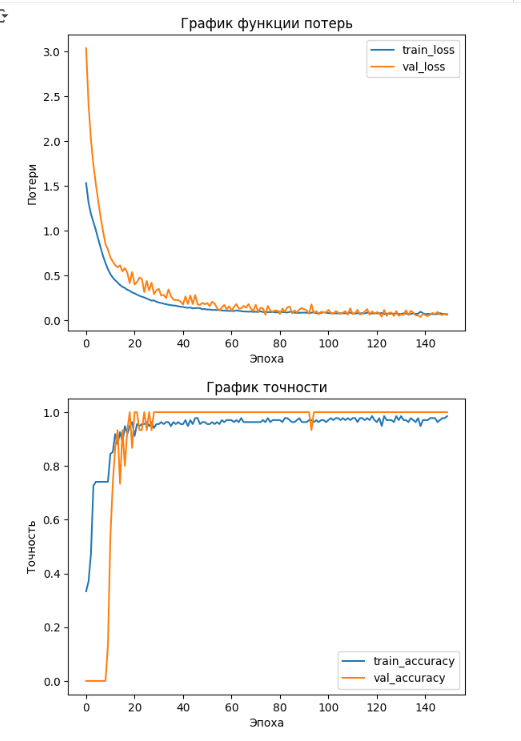 График функции потерь
train_loss
val_loss
3.0
2.5
2.0
1.5
1.0
0.5
0.0
Потери
0 20 40 60 80 100 120 140
Эпоха
График точности
1.0
0.8
0.6
0.4
0.2
0.0
Точность
train_accuracy
val_accuracy
0 20 40 60 80 100 120 140
Эпоха